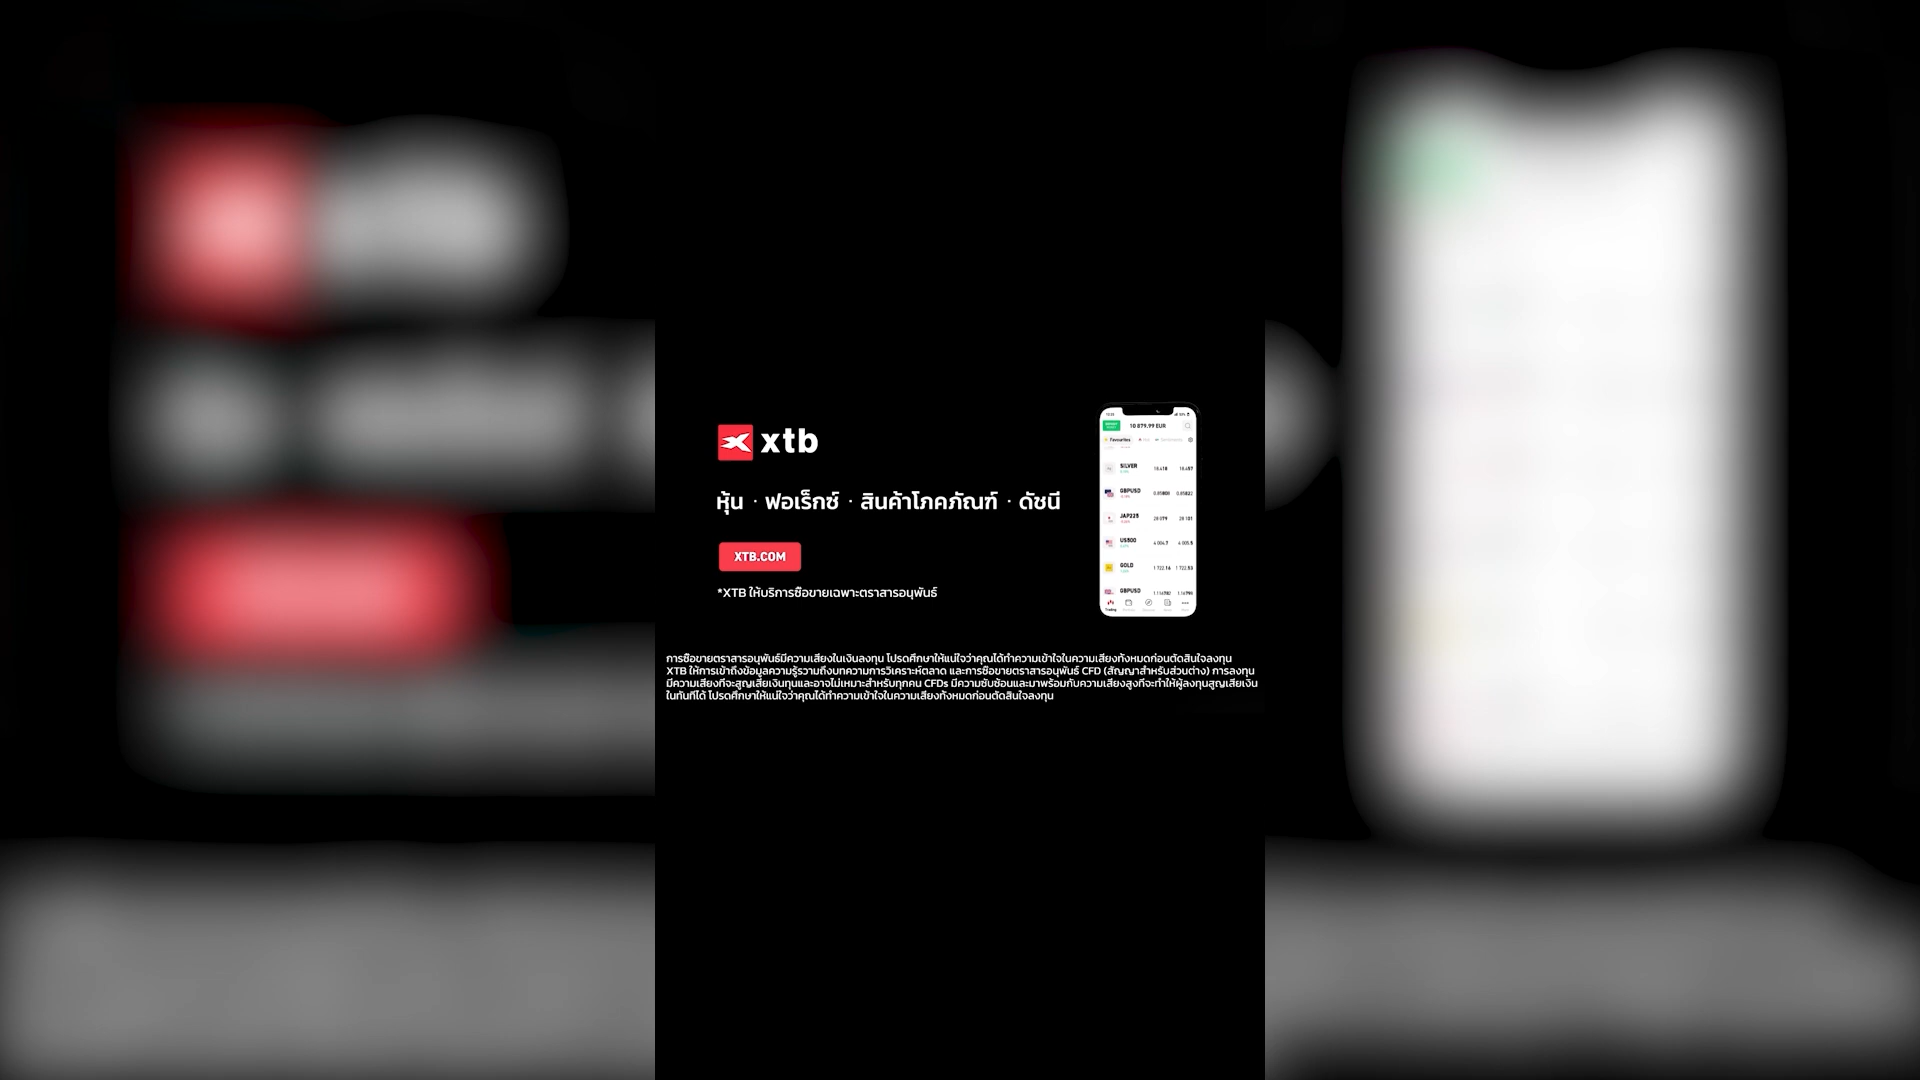 xtb
หุ้น · ฟอเร็กซ์ · สินค้าโภคภัณฑ์ · ดัชนี
XTB.COM
*XTB ให้บริการซื้อขายเฉพาะตราสารอนุพันธ์
10 879.99 EUR
Favourites
SILVER
GBPUSD
JAP225
US500
GOLD
GBPUSD
Trading
การซื้อขายตราสารอนุพันธ์มีความเสี่ยงในเงินลงทุน โปรดศึกษาให้แน่ใจว่าคุณได้ทำความเข้าใจในความเสี่ยงทั้งหมดก่อนตัดสินใจลงทุน
XTB ให้การเข้าถึงข้อมูลความรู้รวามถึงบทความการวิเคราะห์ตลาด และการซื้อขายตราสารอนุพันธ์ CFD (สัญญาสำหรับส่วนต่าง) การลงทุน
มีความเสี่ยงที่จะสูญเสียเงินทุนและอาจไม่เหมาะสำหรับทุกคน CFDs มีความซับซ้อนและมาพร้อมกับความเสี่ยงสูงที่จะทำให้ผู้ลงทุนสูญเสียเงิน
ในทันทีได้ โปรดศึกษาให้แน่ใจว่าคุณได้ทำความเข้าใจในความเสี่ยงทั้งหมดก่อนตัดสินใจลงทุน